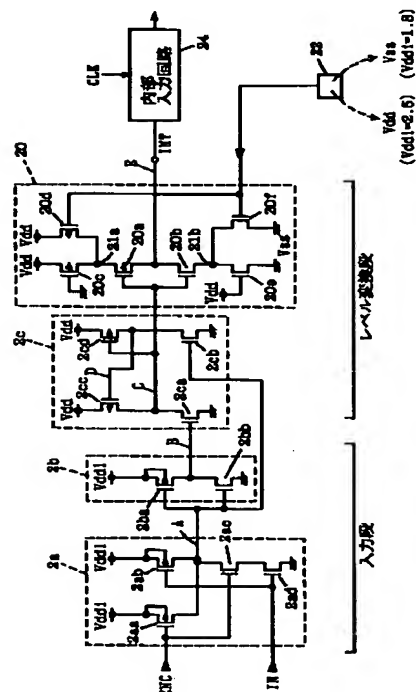 2a
Vdd1
Vdd1
2aa
2ab
ENC
IN
A
2ac
2ad
2b
Vdd1
2ba
2bb
B
入力段
2c
Vdd
Vdd
2cc
D
2cd
C
2ca
2cb
20
Vdd
Vdd
20c
20d
21a
20a
20b
21b
Vdd
20e
20f
Vss
レベル変換段
E
INT
CLK
内部
入力回路
24
22
Vdd
(Vdd1=2.5)
Vss
(Vdd1=1.8)